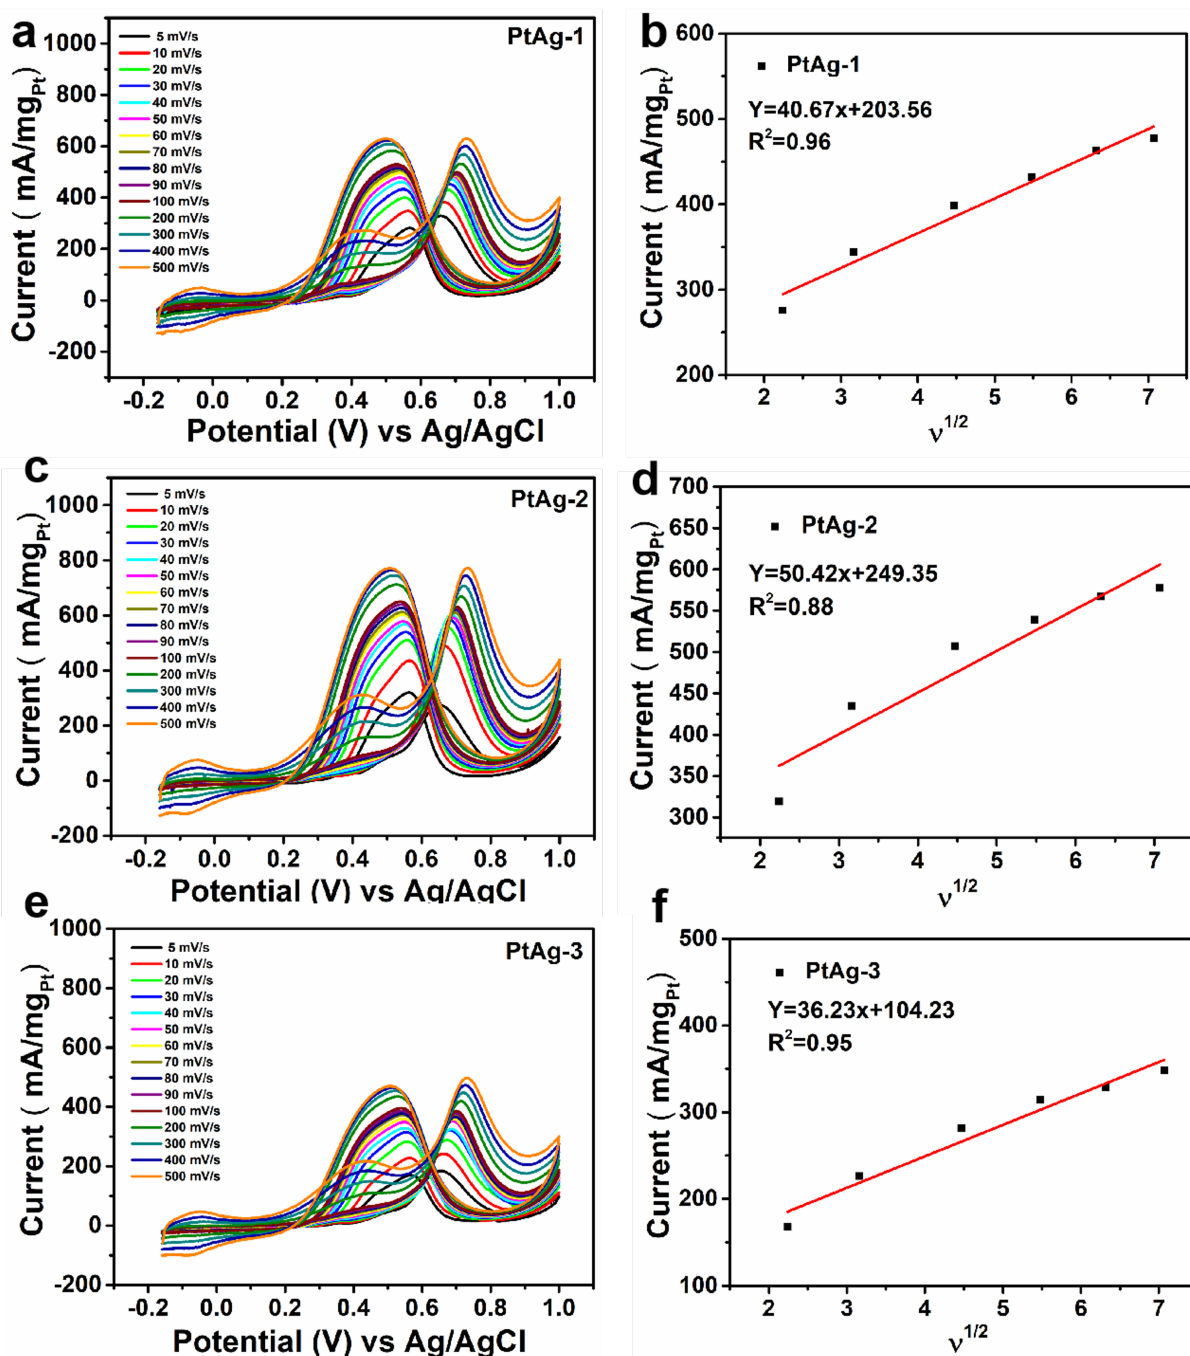 a
PtAg-1
5 mV/s
10 mV/s
20 mV/s
30 mV/s
40 mV/s
50 mV/s
60 mV/s
70 mV/s
80 mV/s
90 mV/s
100 mV/s
200 mV/s
300 mV/s
400 mV/s
500 mV/s
1000
800
600
400
200
0
-200
Current ( mA/mgPt)
-0.2 0.0 0.2 0.4 0.6 0.8 1.0
Potential (V) vs Ag/AgCl
b
PtAg-1
Y=40.67x+203.56
R2=0.96
600
500
400
300
200
Current ( mA/mgPt)
2 3 4 5 6 7
ν1/2
c
PtAg-2
5 mV/s
10 mV/s
20 mV/s
30 mV/s
40 mV/s
50 mV/s
60 mV/s
70 mV/s
80 mV/s
90 mV/s
100 mV/s
200 mV/s
300 mV/s
400 mV/s
500 mV/s
1000
800
600
400
200
0
-200
Current ( mA/mgPt)
-0.2 0.0 0.2 0.4 0.6 0.8 1.0
Potential (V) vs Ag/AgCl
d
PtAg-2
Y=50.42x+249.35
R2=0.88
700
650
600
550
500
450
400
350
300
Current ( mA/mgPt)
2 3 4 5 6 7
ν1/2
e
PtAg-3
5 mV/s
10 mV/s
20 mV/s
30 mV/s
40 mV/s
50 mV/s
60 mV/s
70 mV/s
80 mV/s
90 mV/s
100 mV/s
200 mV/s
300 mV/s
400 mV/s
500 mV/s
1000
800
600
400
200
0
-200
Current ( mA/mgPt)
-0.2 0.0 0.2 0.4 0.6 0.8 1.0
Potential (V) vs Ag/AgCl
f
PtAg-3
Y=36.23x+104.23
R2=0.95
500
400
300
200
100
Current ( mA/mgPt)
2 3 4 5 6 7
ν1/2